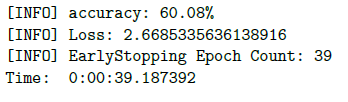 [INFO] accuracy: 60.08%
[INFO] Loss: 2.6685335636138916
[INFO] EarlyStopping Epoch Count: 39
Time:  0:00:39.187392